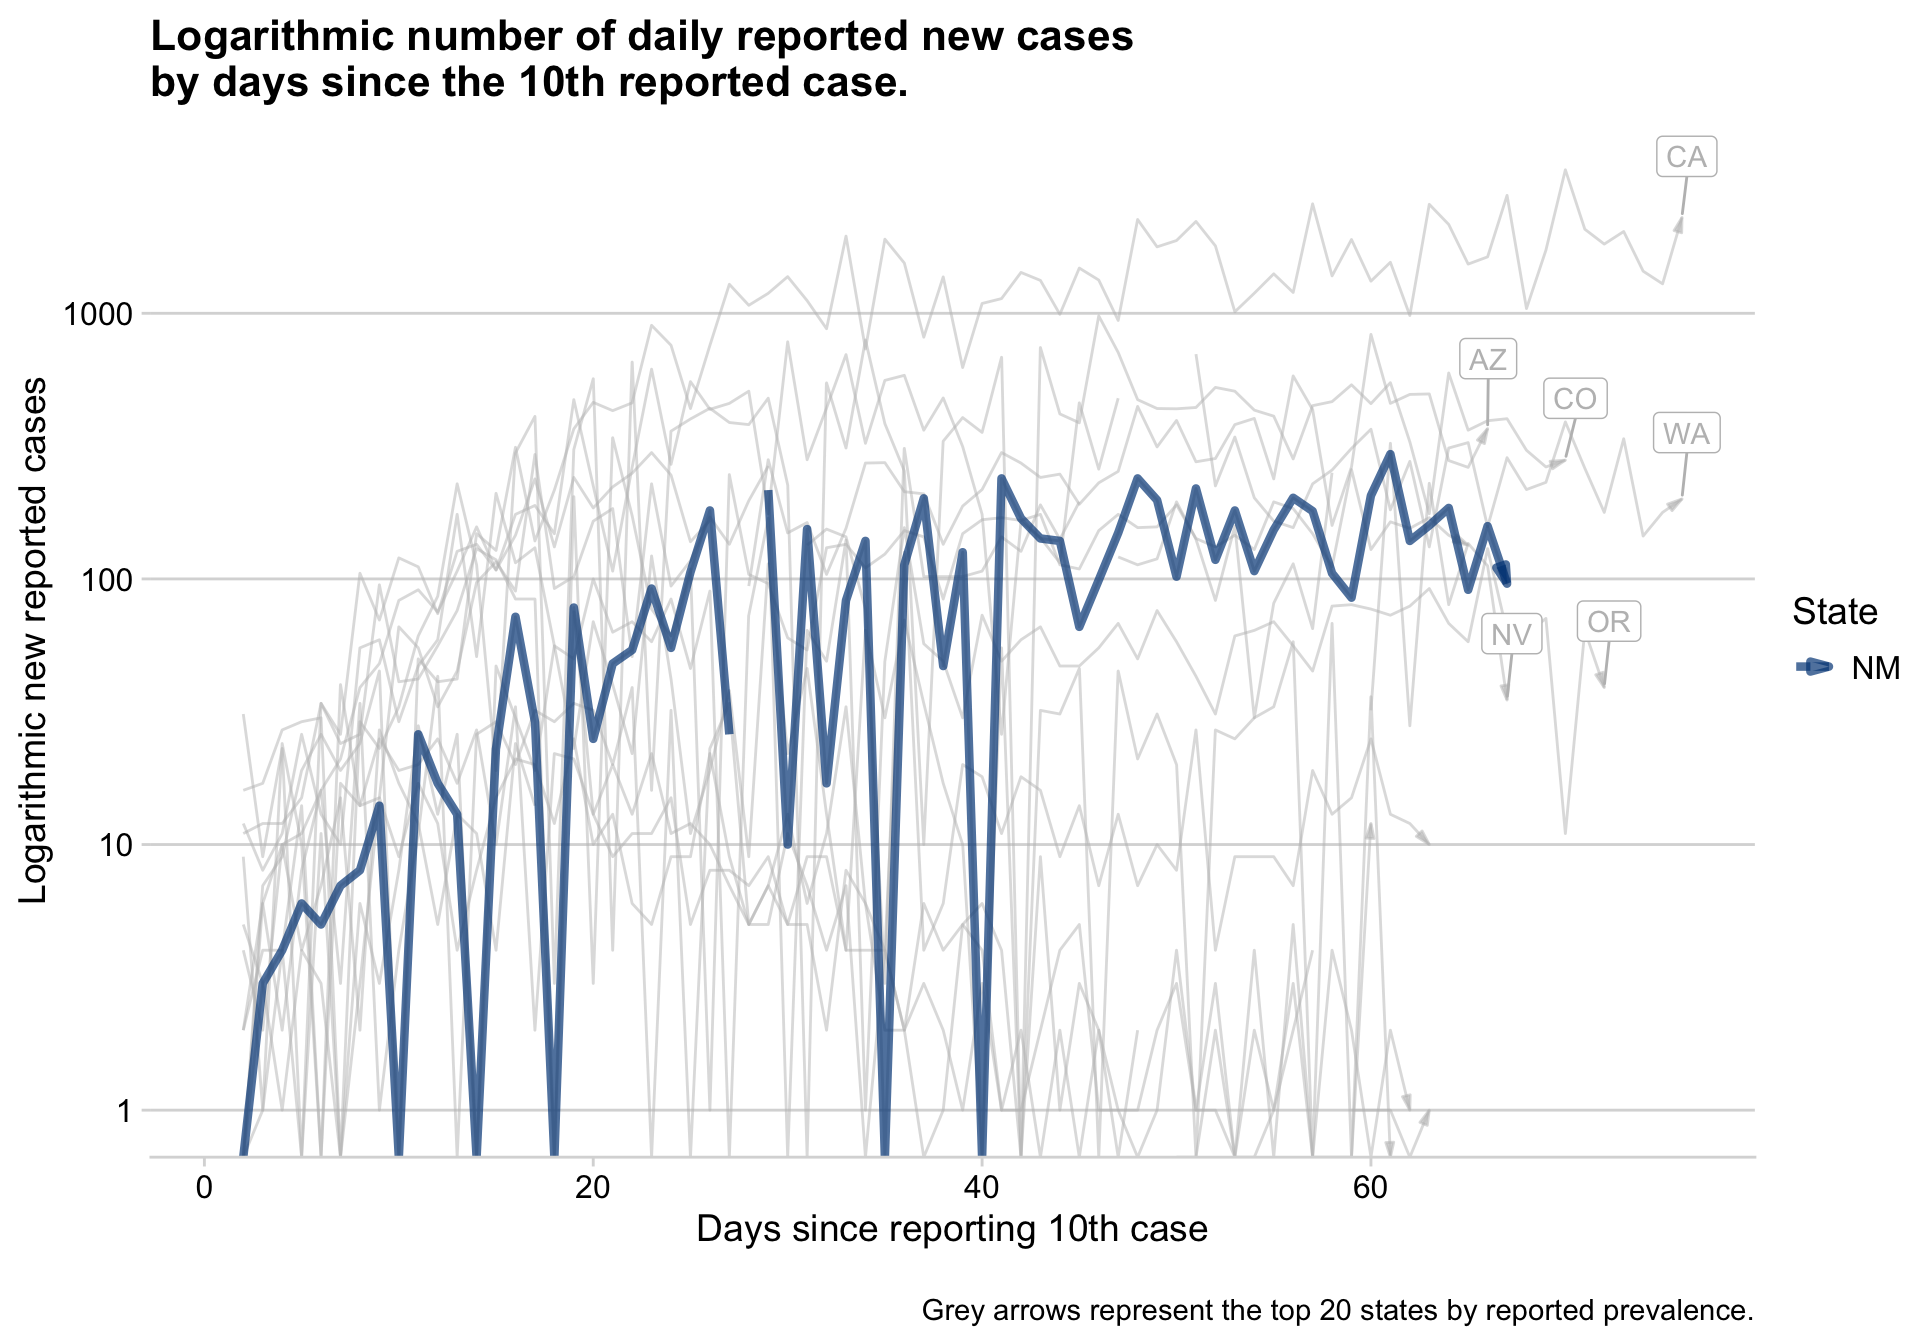 Logarithmic number of daily reported new cases
by days since the 10th reported case.
CA
1000
AZ
CO
WA
100
NV
OR
State
NM
10
1
Logarithmic new reported cases
0
20
40
60
Days since reporting 10th case
Grey arrows represent the top 20 states by reported prevalence.